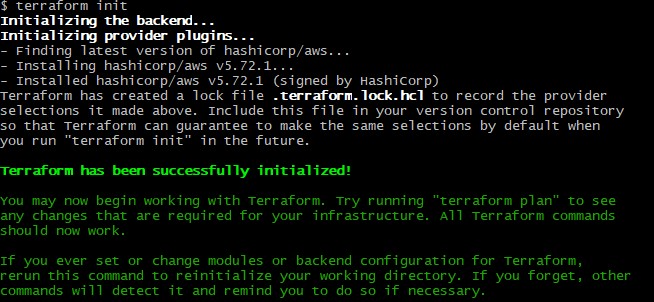 $ terraform init
Initializing the backend...
Initializing provider plugins...
- Finding latest version of hashicorp/aws...
- Installing hashicorp/aws v5.72.1...
- Installed hashicorp/aws v5.72.1 (signed by HashiCorp)
Terraform has created a lock file .terraform.lock.hcl to record the provider
selections it made above. Include this file in your version control repository
so that Terraform can guarantee to make the same selections by default when
you run "terraform init" in the future.
Terraform has been successfully initialized!
You may now begin working with Terraform. Try running "terraform plan" to see
any changes that are required for your infrastructure. All Terraform commands
should now work.
If you ever set or change modules or backend configuration for Terraform,
rerun this command to reinitialize your working directory. If you forget, other
commands will detect it and remind you to do so if necessary.